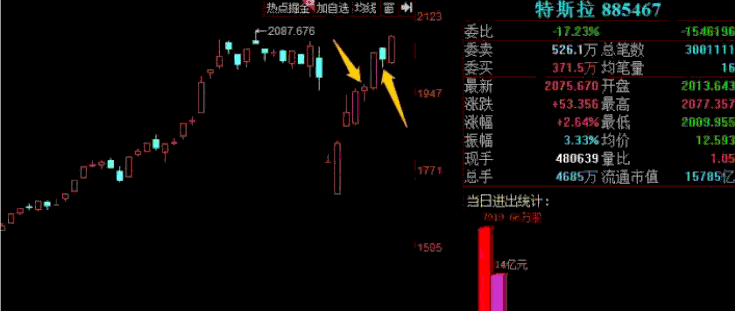 热点掘金 加自选 均线
2123
特斯拉 885467
2087.676
委比 -17.23% -1546196
委卖 526.1万 总笔数 3001111
委买 371.5万 均笔量 16
1947
最新 2075.670 开盘 2013.643
涨跌 +53.356 最高 2077.357
涨幅 +2.64% 最低 2009.955
振幅 3.33% 均价 12.593
现手 480639 量比 1.05
1771
总手 4685万 流通市值 15785亿
当日进出统计：
1595
14亿元